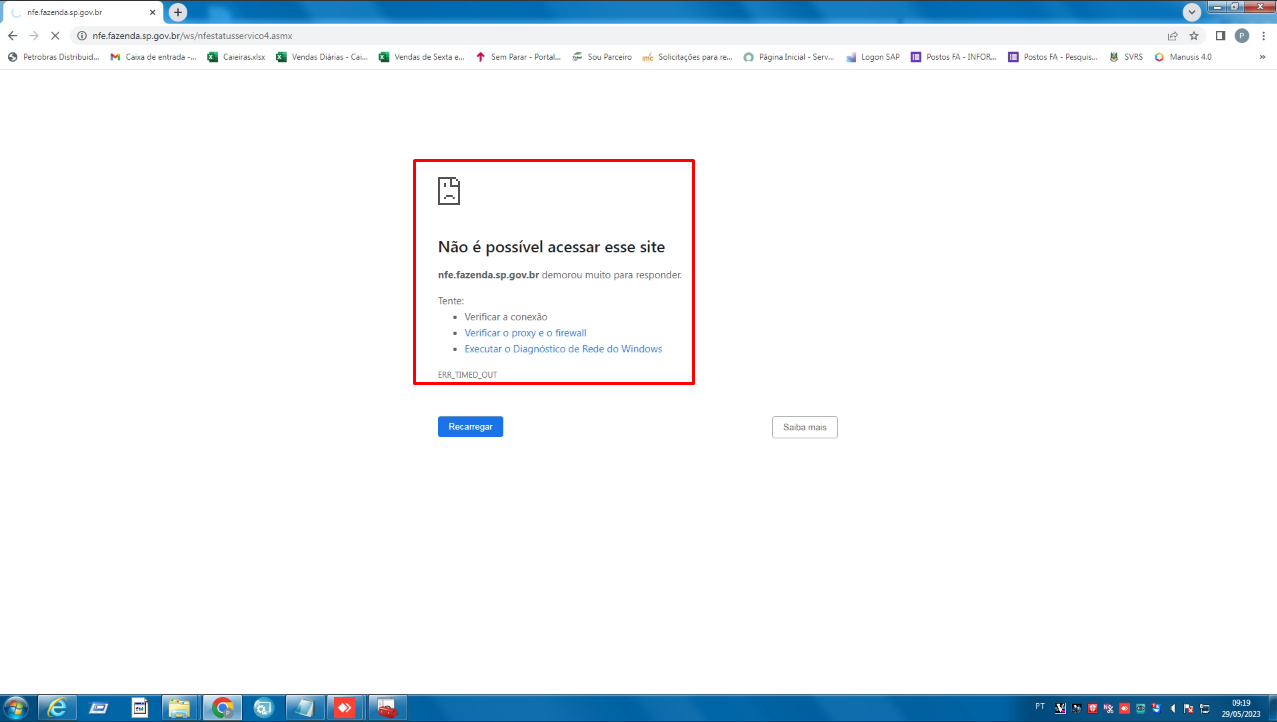 nfe.fazenda.sp.gov.br
nfe.fazenda.sp.gov.br/ws/nfestatusservico4.asmx
P
Petrobras Distribuid... Caixa de entrada -... Caieiras.xlsx Vendas Diárias - Cai... Vendas de Sexta e... Sem Parar - Portal... Sou Parceiro Solicitações para re... Página Inicial - Serv... Logon SAP Postos FA - INFOR... Postos FA - Pesquis... SVRS Manusis 4.0 »
Não é possível acessar esse site
nfe.fazenda.sp.gov.br demorou muito para responder.
Tente:
• Verificar a conexão
• Verificar o proxy e o firewall
• Executar o Diagnóstico de Rede do Windows
ERR_TIMED_OUT
Recarregar Saiba mais
PT
09:19
29/05/2023